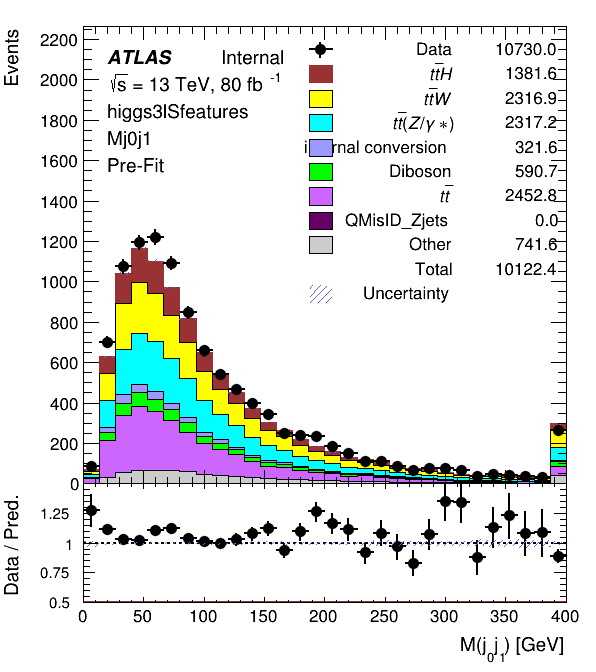 Events
2200
2000
1800
1600
1400
1200
1000
800
600
400
200
0
ATLAS Internal
√s = 13 TeV, 80 fb⁻¹
higgs3lSfeatures
Mj0j1
Pre-Fit
Data 10730.0
tt̄H 1381.6
tt̄W 2316.9
tt̄(Z/γ∗) 2317.2
internal conversion 321.6
Diboson 590.7
tt̄ 2452.8
QMisID_Zjets 0.0
Other 741.6
Total 10122.4
Uncertainty
Data / Pred.
1.25
1
0.75
0.5
0 50 100 150 200 250 300 350 400
M(j₀j₁) [GeV]